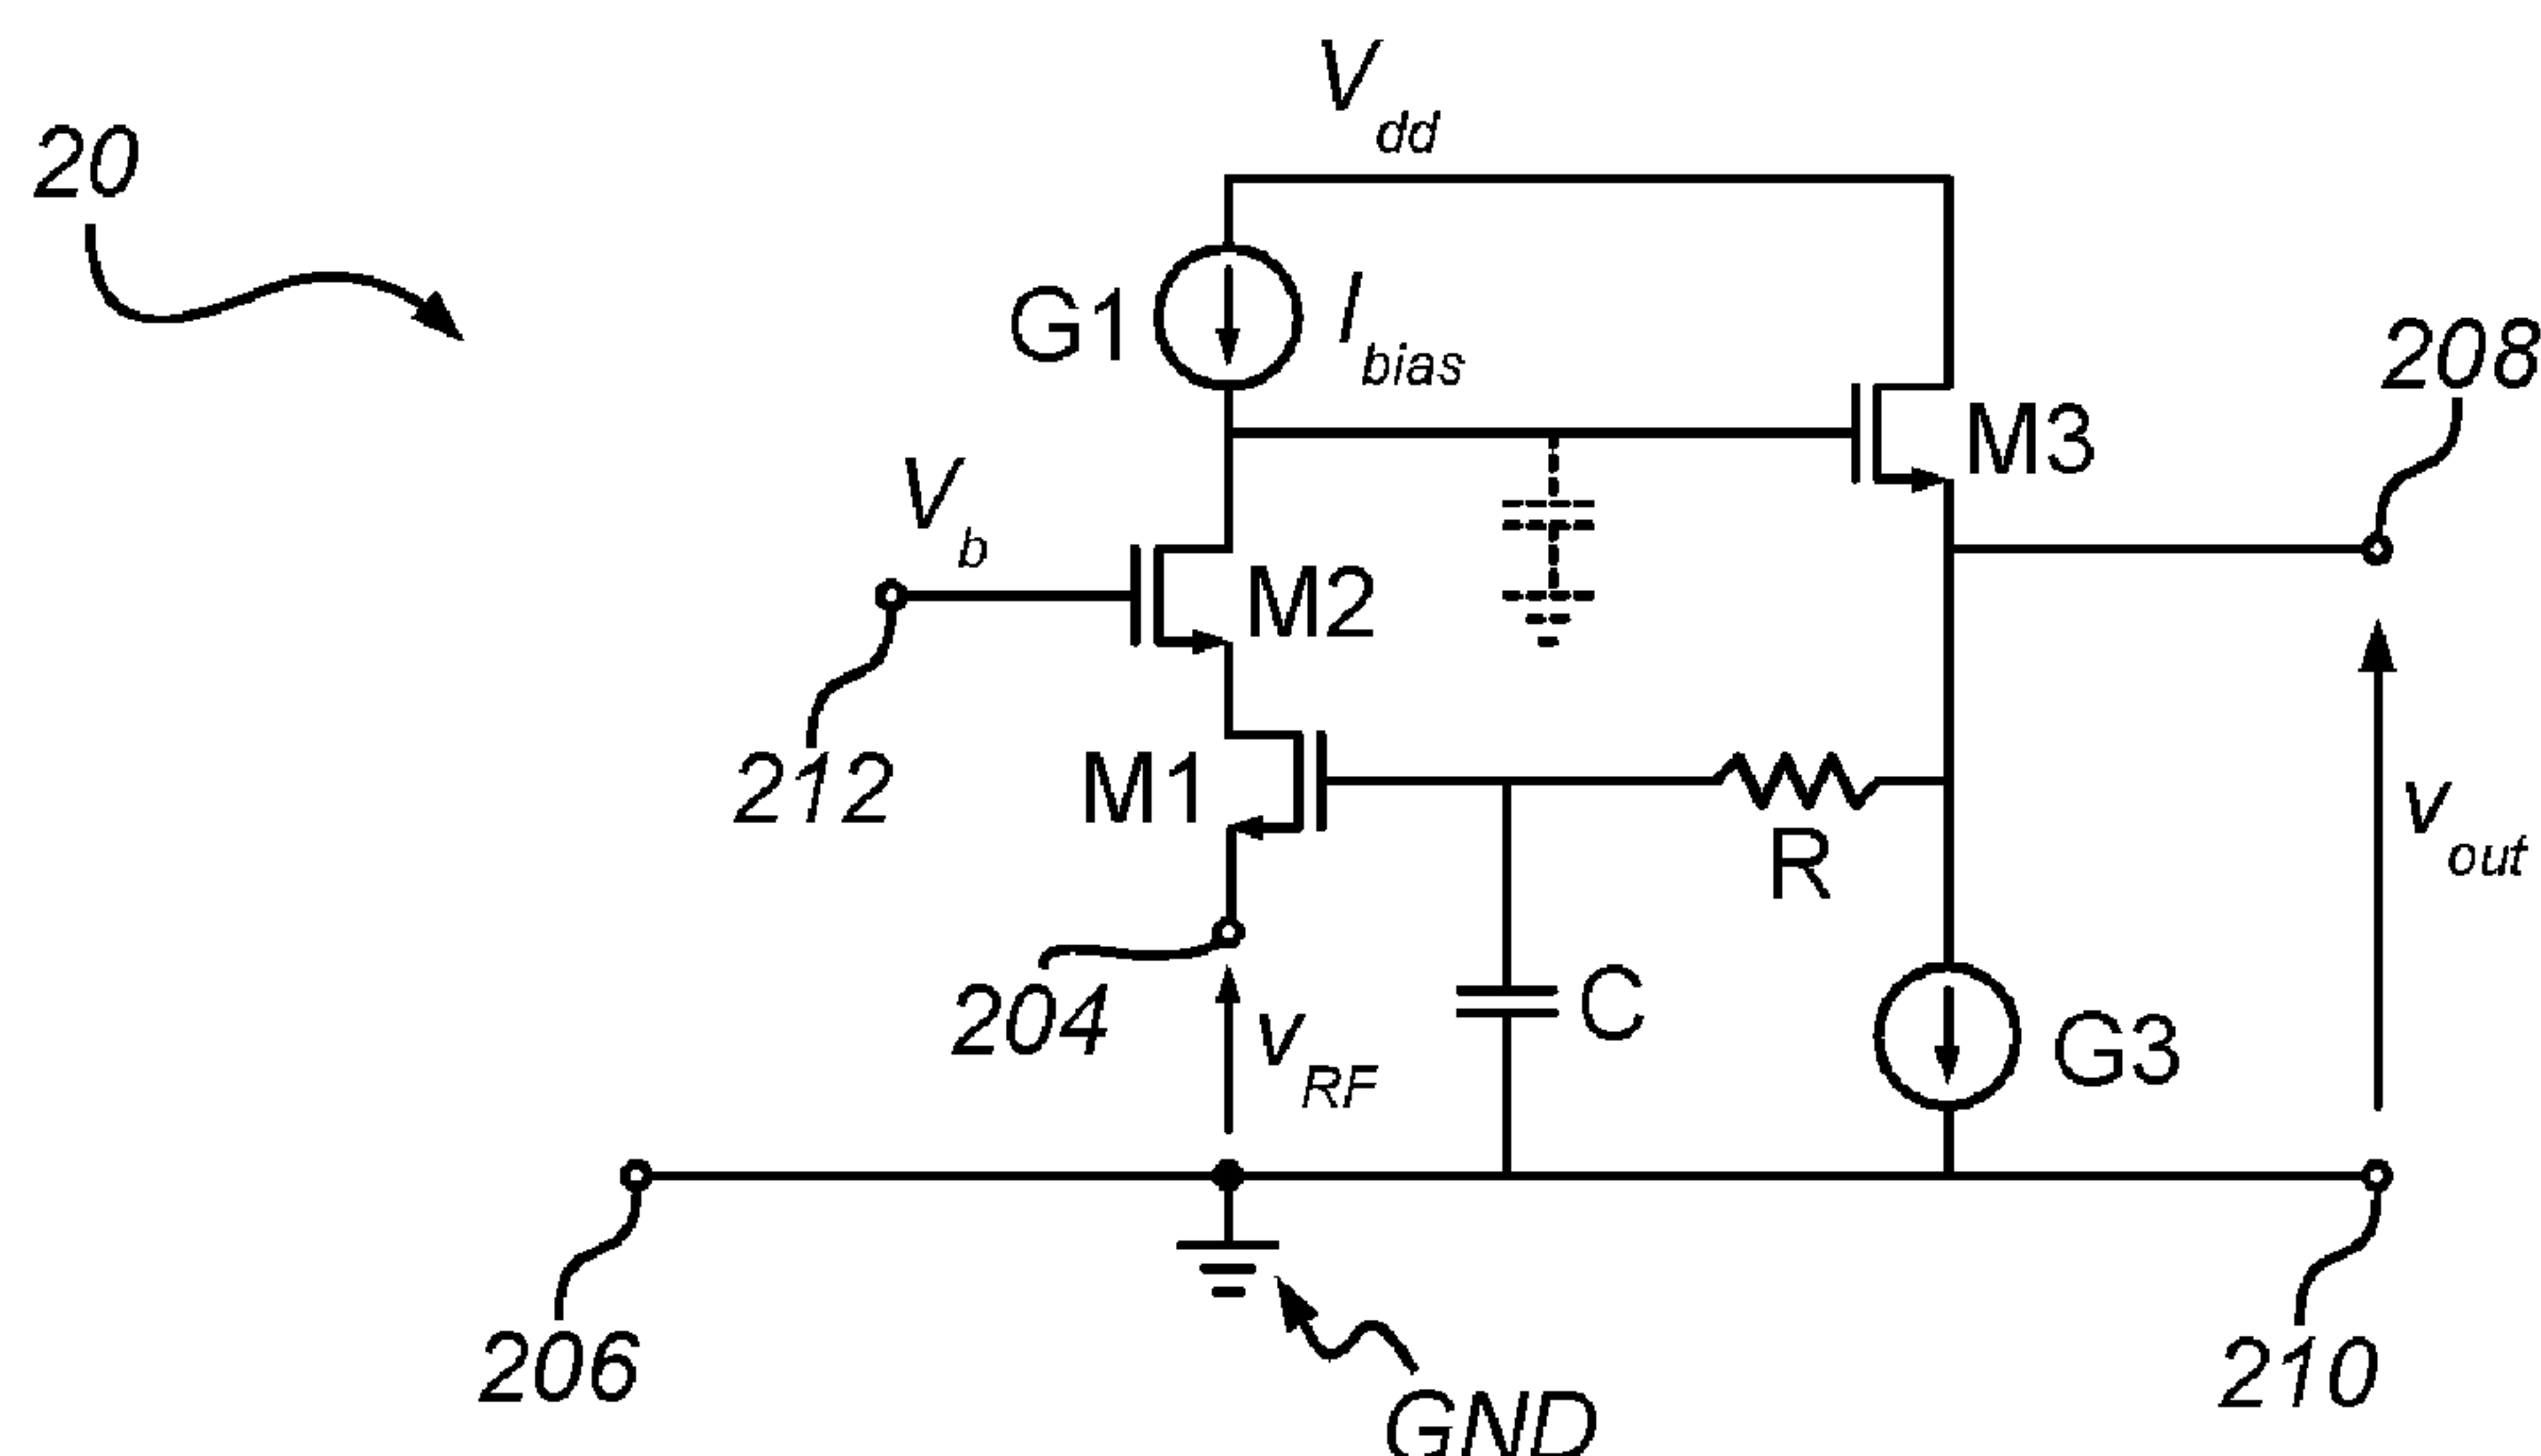 V dd
20
G1
I bias
208
M3
V b
M2
212
M1
R
v out
204
v RF
C
G3
206
210
GND